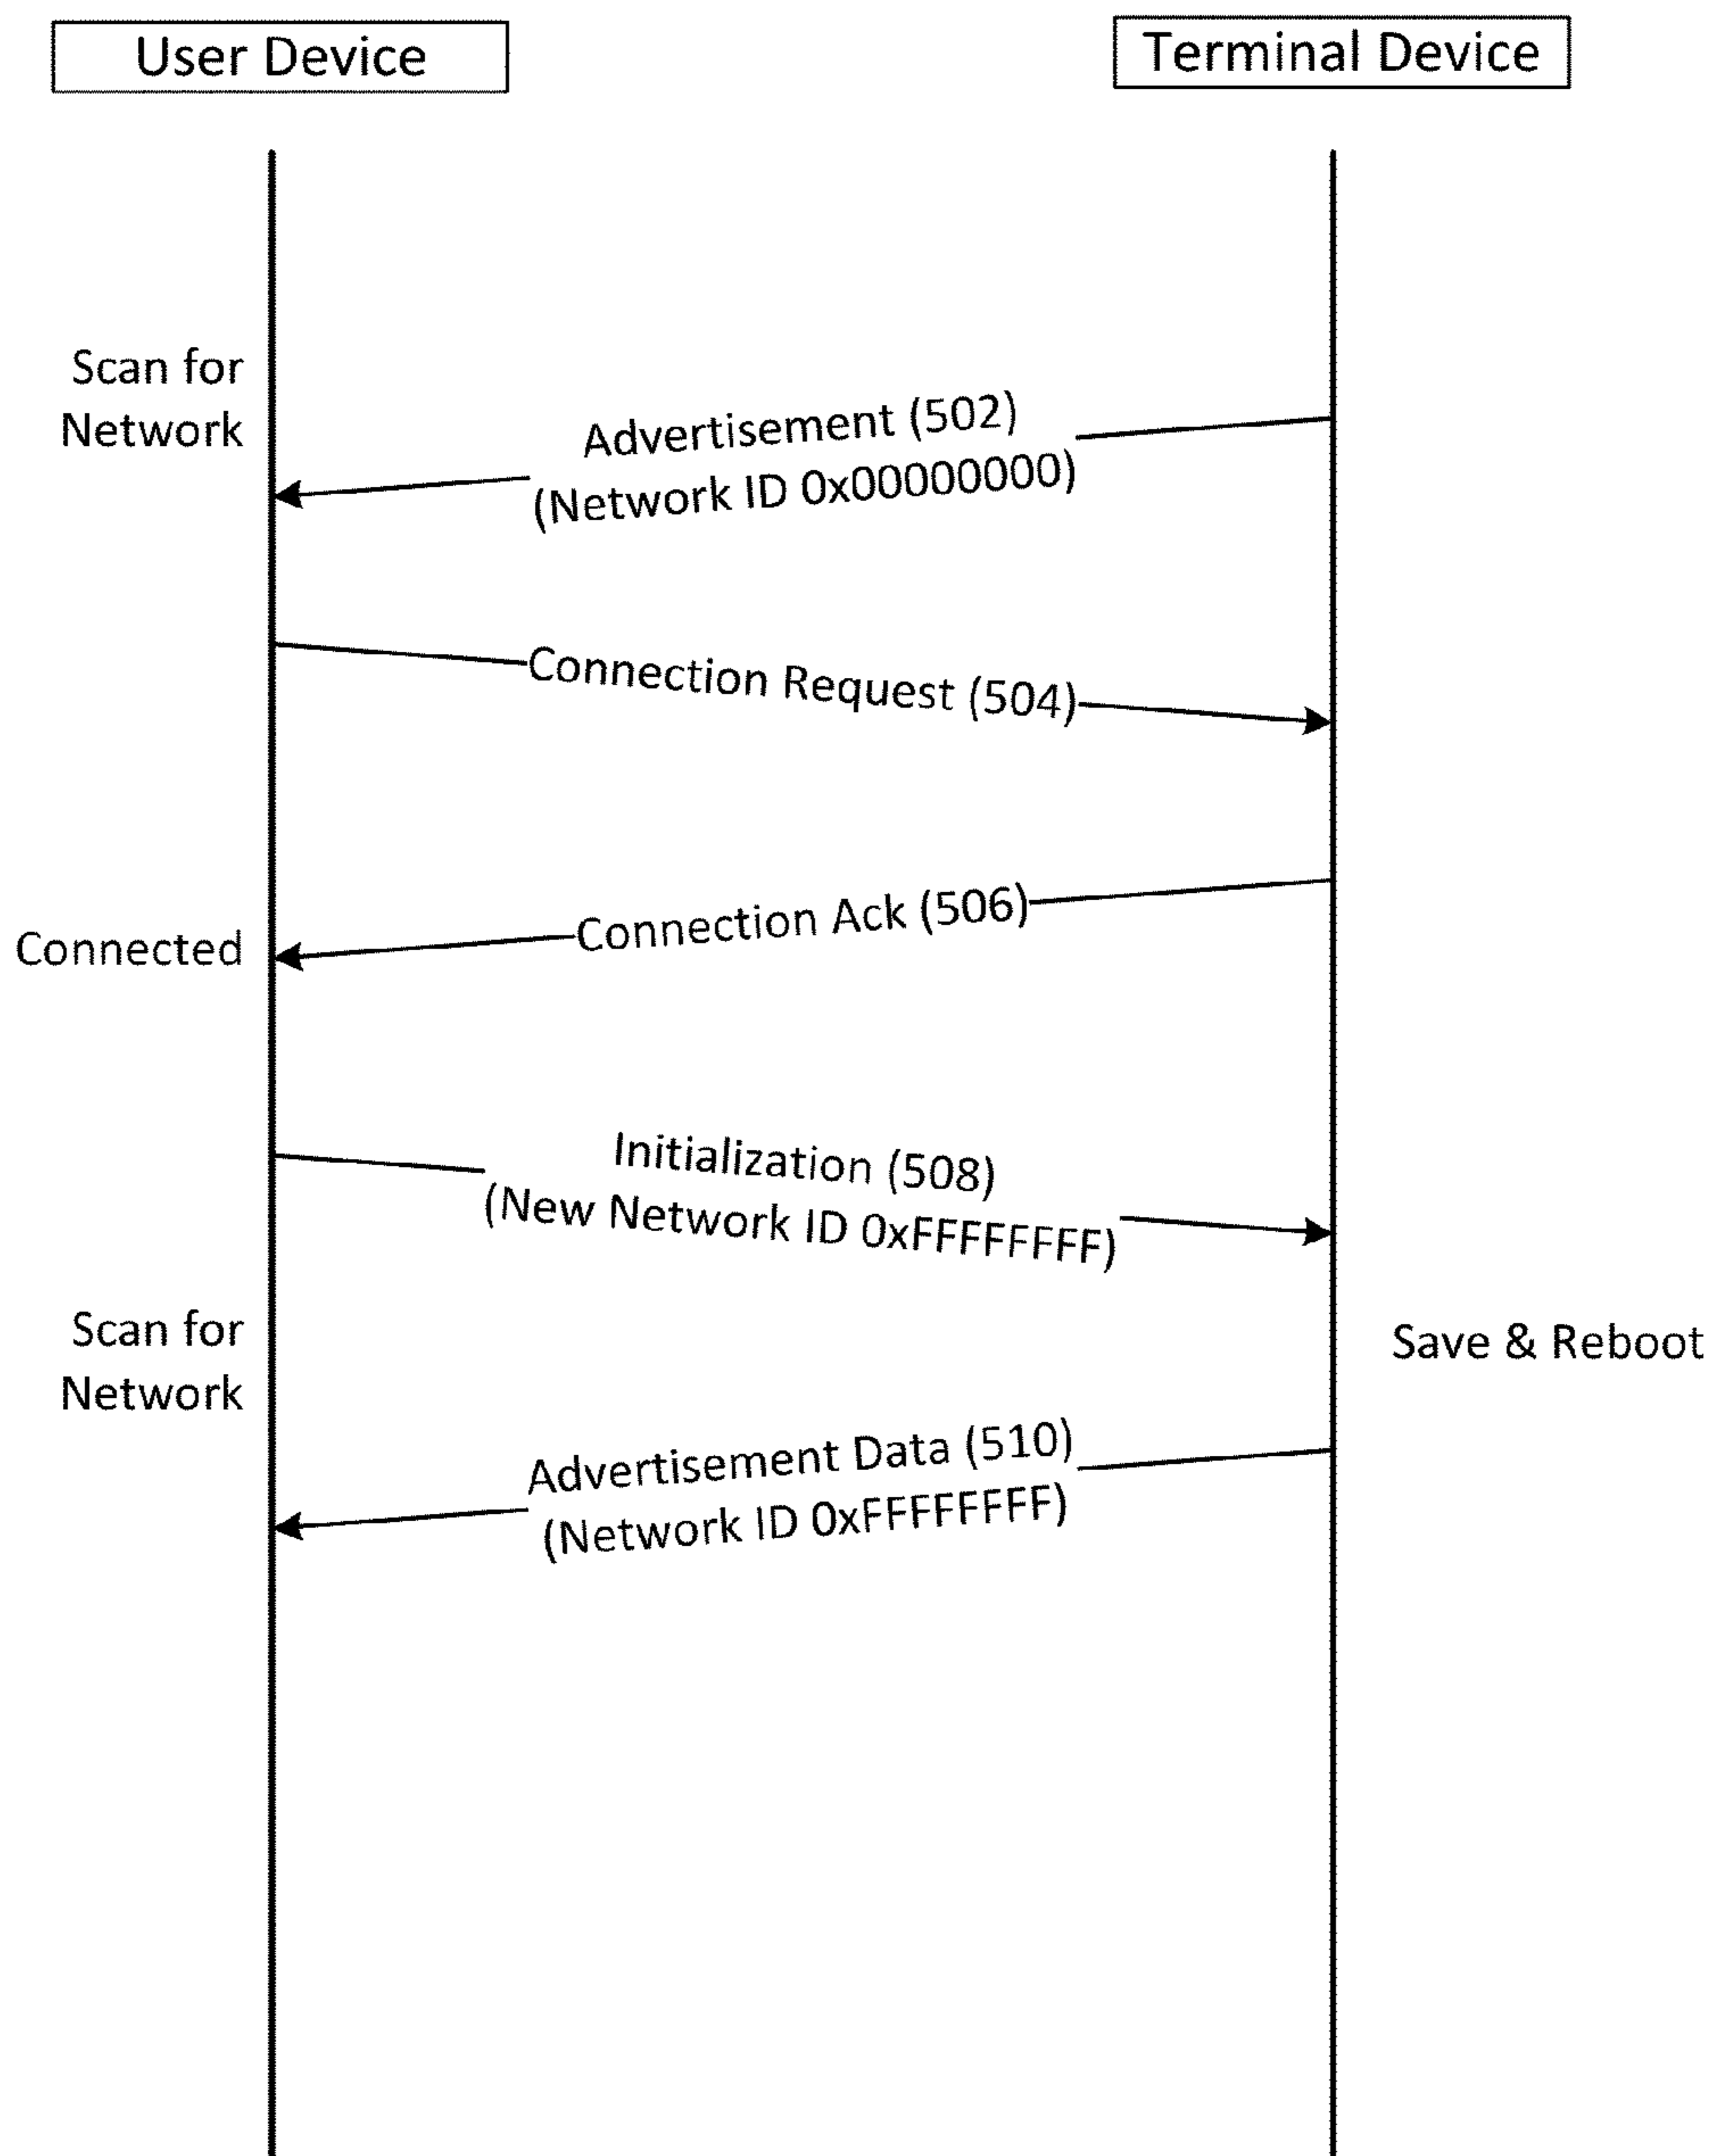 User Device
Terminal Device
Scan for
Network
Advertisement (502)
(Network ID 0x00000000)
Connection Request (504)
Connection Ack (506)
Connected
Initialization (508)
(New Network ID 0xFFFFFFFF)
Scan for
Network
Save & Reboot
Advertisement Data (510)
(Network ID 0xFFFFFFFF)